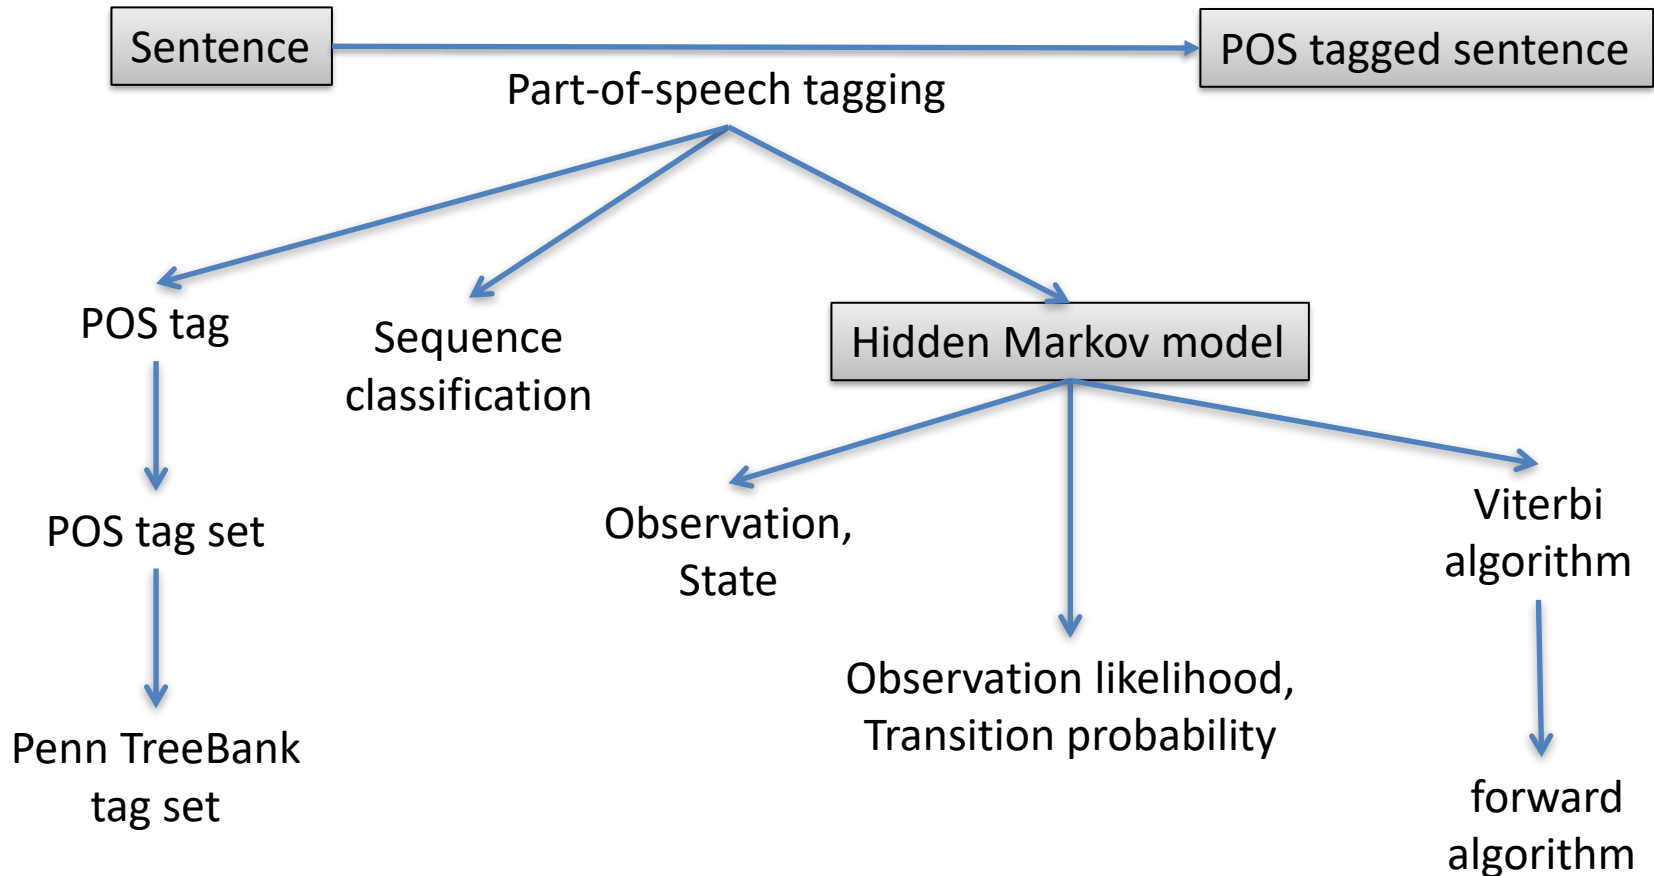 Sentence
POS tagged sentence
Part-of-speech tagging
POS tag
Sequence
classification
Hidden Markov model
POS tag set
Observation,
State
Viterbi
algorithm
Penn TreeBank
tag set
Observation likelihood,
Transition probability
forward
algorithm